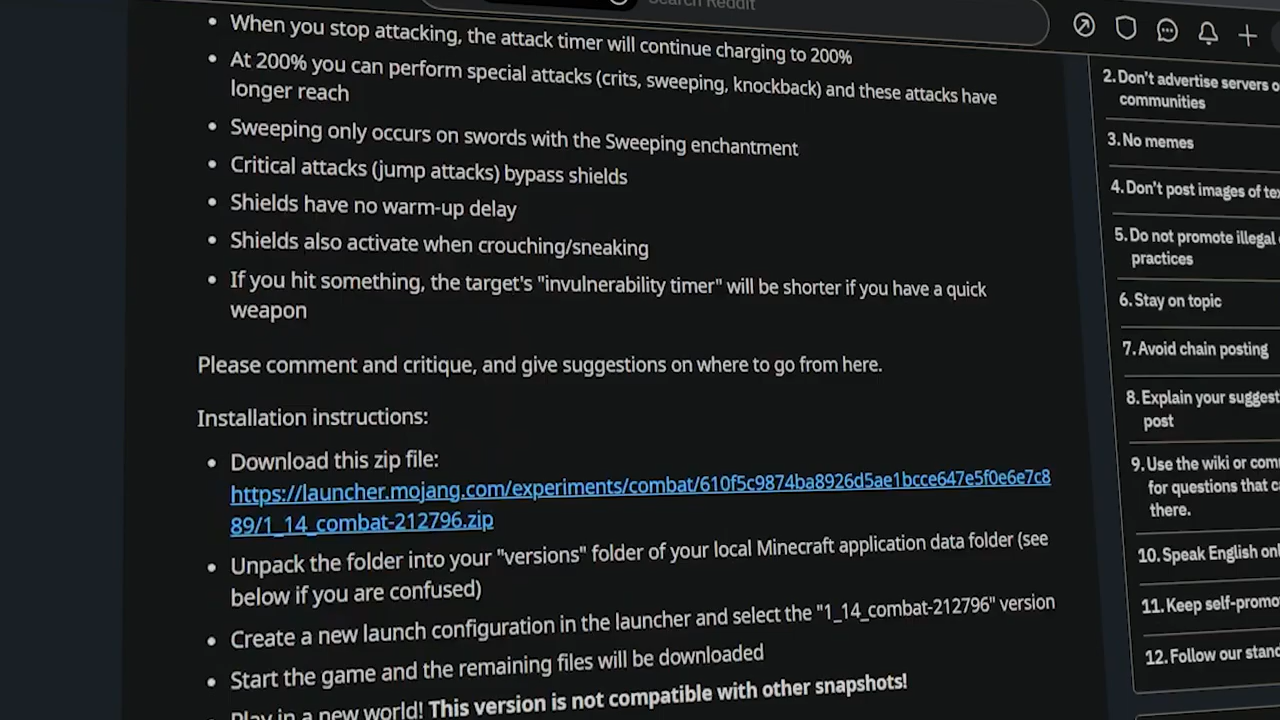 Search Reddit
When you stop attacking, the attack timer will continue charging to 200%
At 200% you can perform special attacks (crits, sweeping, knockback) and these attacks have
longer reach
Sweeping only occurs on swords with the Sweeping enchantment
Critical attacks (jump attacks) bypass shields
Shields have no warm-up delay
Shields also activate when crouching/sneaking
If you hit something, the target's "invulnerability timer" will be shorter if you have a quick
weapon
Please comment and critique, and give suggestions on where to go from here.
Installation instructions:
Download this zip file:
https://launcher.mojang.com/experiments/combat/610f5c9874ba8926d5ae1bcce647e5f0e6e7c8
89/1_14_combat-212796.zip
Unpack the folder into your "versions" folder of your local Minecraft application data folder (see
below if you are confused)
Create a new launch configuration in the launcher and select the "1_14_combat-212796" version
Start the game and the remaining files will be downloaded
Play in a new world! This version is not compatible with other snapshots!
2. Don't advertise servers o
communities
3. No memes
4. Don't post images of te
5. Do not promote illegal
practices
6. Stay on topic
7. Avoid chain posting
8. Explain your suggest
post
9. Use the wiki or com
for questions that c
there.
10. Speak English onl
11. Keep self-promo
12. Follow our stand